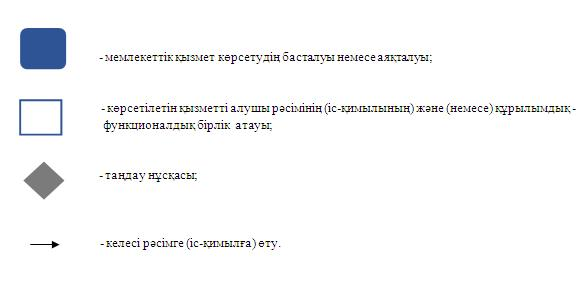 - мемлекеттік қызмет көрсетудің басталуы немесе аяқталуы;
- көрсетілетін қызметті алушы рәсімінің (іс-қимылының) және (немесе) құрылымдық -
функционалдық бірлік атауы;
- таңдау нұсқасы;
- келесі рәсімге (іс-қимылға) өту.